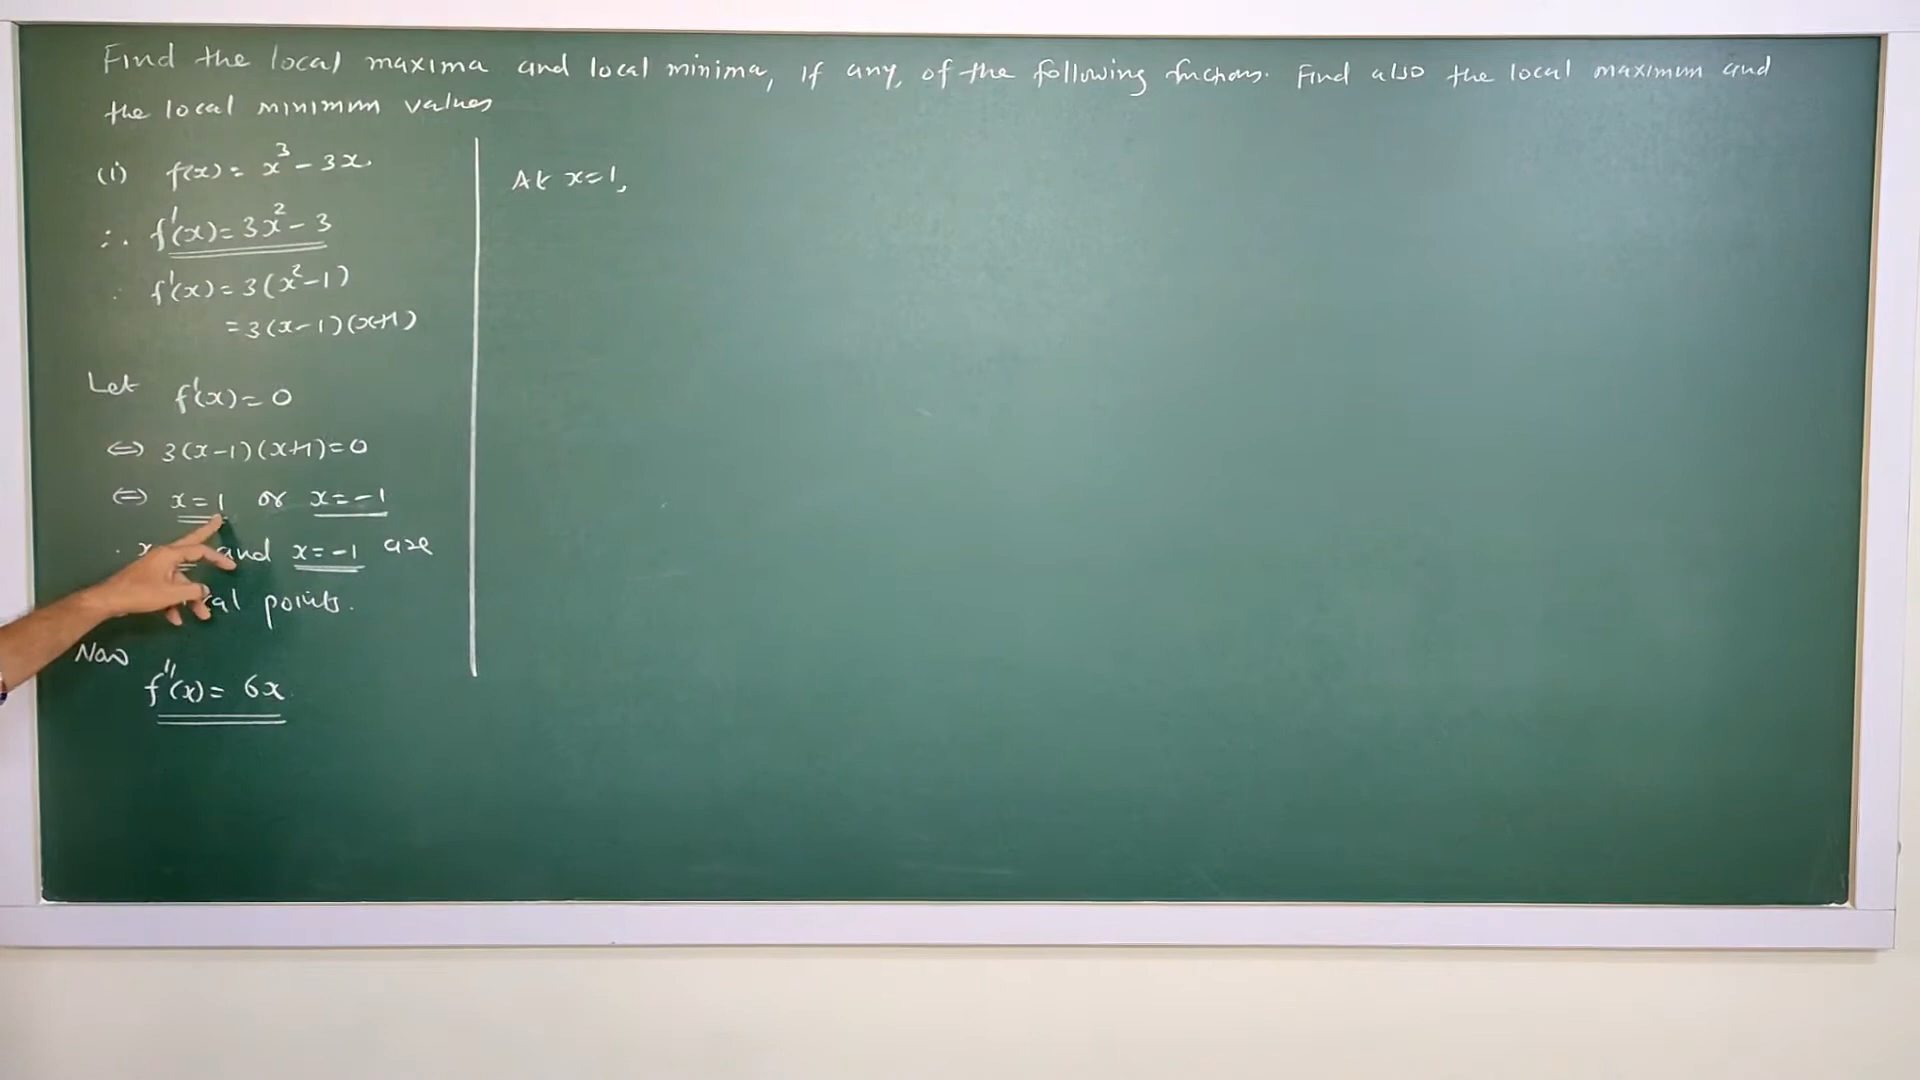 Find the local maxima and local minima, if any, of the following functions. Find also the local maximum and
the local minimum values
(i) f(x) = x³ - 3x.
∴ f'(x) = 3x² - 3
∴ f'(x) = 3(x² - 1)
= 3(x-1)(x+1)
Let f'(x) = 0
⇔ 3(x-1)(x+1) = 0
⇔ x = 1 or x = -1
x and x = -1 are
points.
Now
f''(x) = 6x
At x = 1,